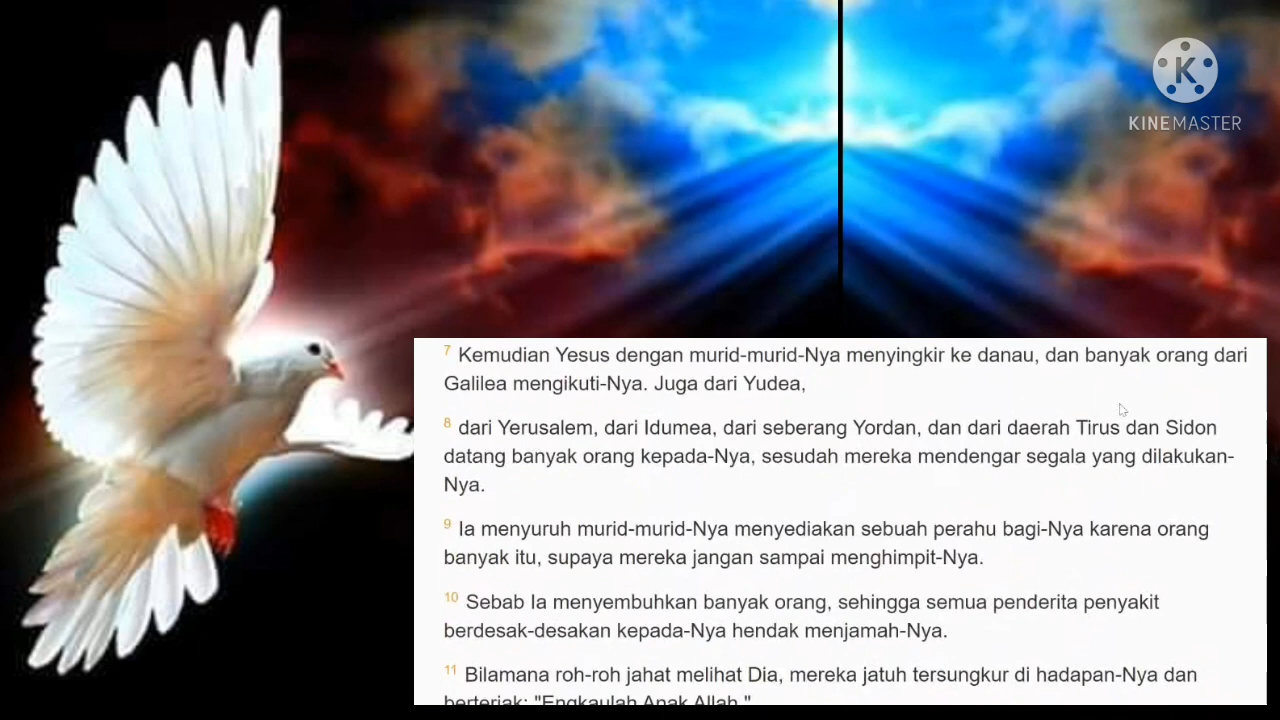 K
KINEMASTER
7 Kemudian Yesus dengan murid-murid-Nya menyingkir ke danau, dan banyak orang dari
Galilea mengikuti-Nya. Juga dari Yudea,
8 dari Yerusalem, dari Idumea, dari seberang Yordan, dan dari daerah Tirus dan Sidon
datang banyak orang kepada-Nya, sesudah mereka mendengar segala yang dilakukan-
Nya.
9 Ia menyuruh murid-murid-Nya menyediakan sebuah perahu bagi-Nya karena orang
banyak itu, supaya mereka jangan sampai menghimpit-Nya.
10 Sebab Ia menyembuhkan banyak orang, sehingga semua penderita penyakit
berdesak-desakan kepada-Nya hendak menjamah-Nya.
11 Bilamana roh-roh jahat melihat Dia, mereka jatuh tersungkur di hadapan-Nya dan
berteriak: "Engkaulah Anak Allah."